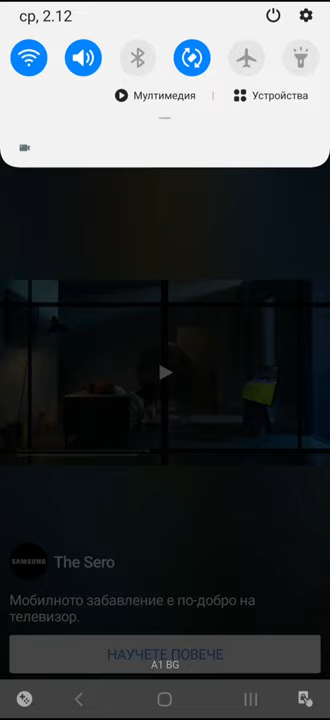 ср, 2.12
Мултимедия | Устройства
SAMSUNG The Sero
Мобилното забавление е по-добро на
телевизор.
НАУЧЕТЕ ПОВЕЧЕ
A1 BG